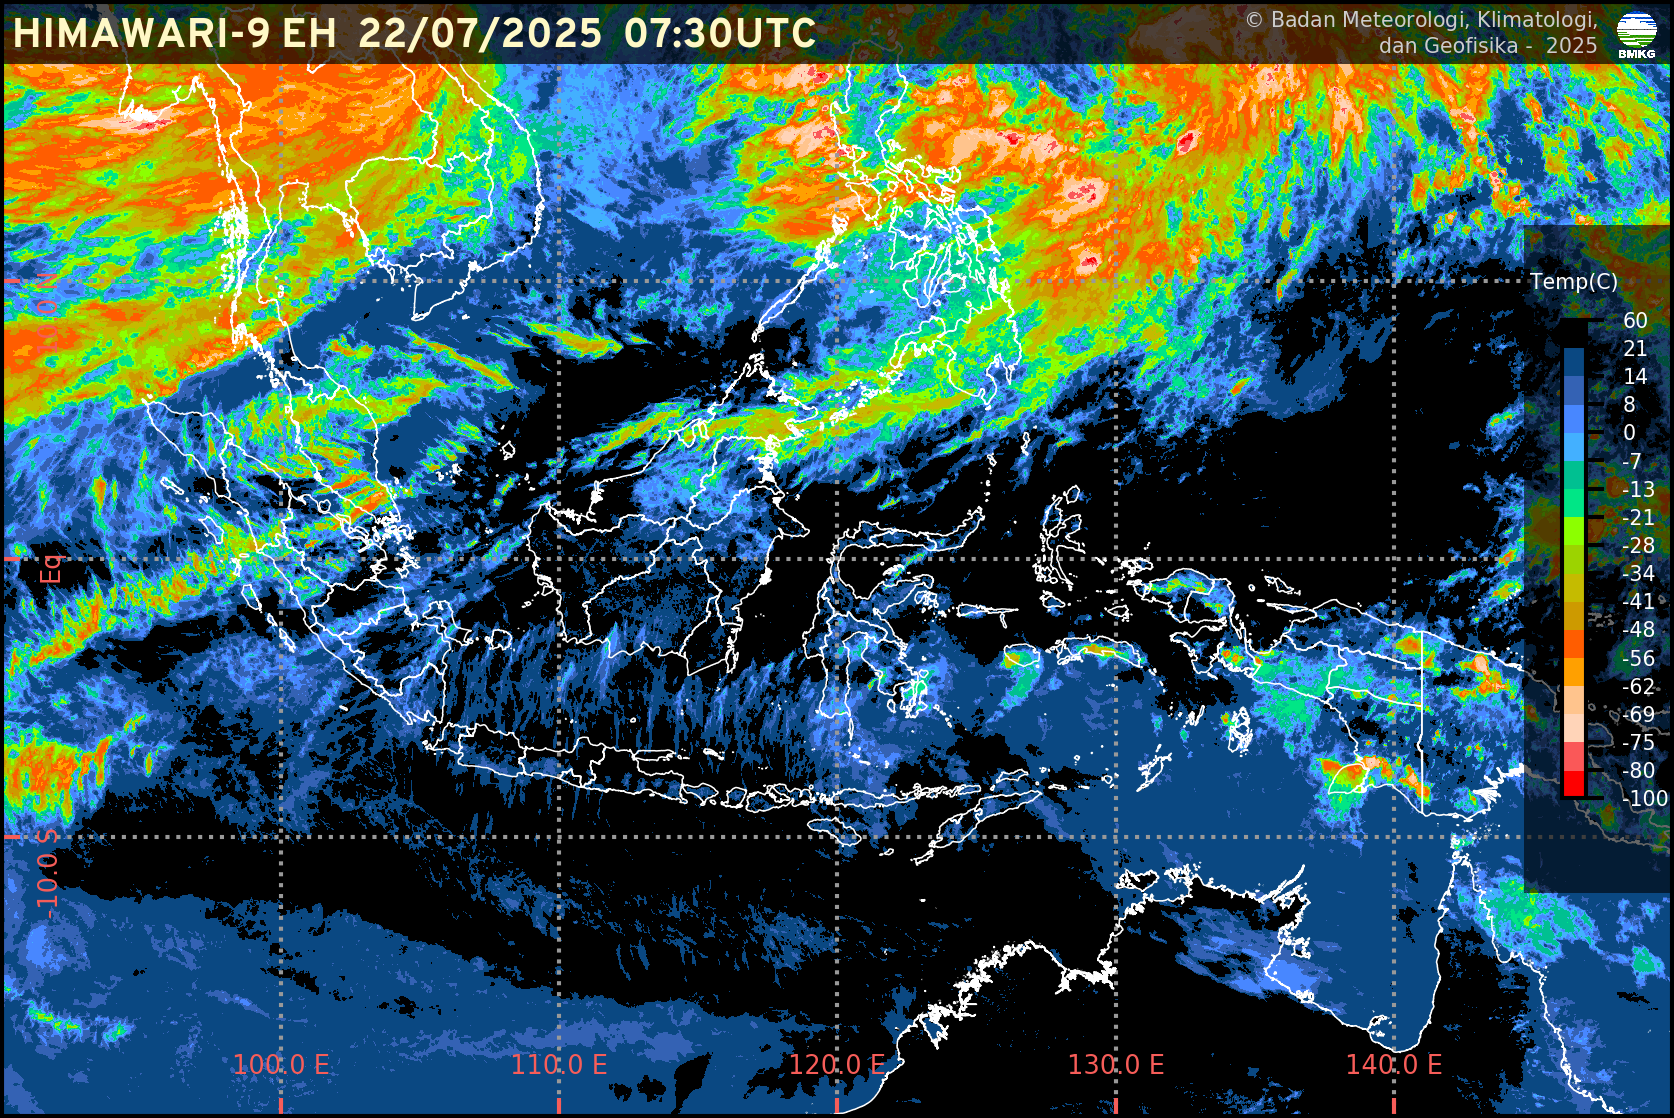 HIMAWARI-9 EH 22/07/2025 07:30UTC
© Badan Meteorologi, Klimatologi,
dan Geofisika - 2025
BMKG
Temp(C)
60
21
14
8
0
-7
-13
-21
-28
-34
-41
-48
-56
-62
-69
-75
-80
-100
Eq
-10.0 S
100.0 E
110.0 E
120.0 E
130.0 E
140.0 E